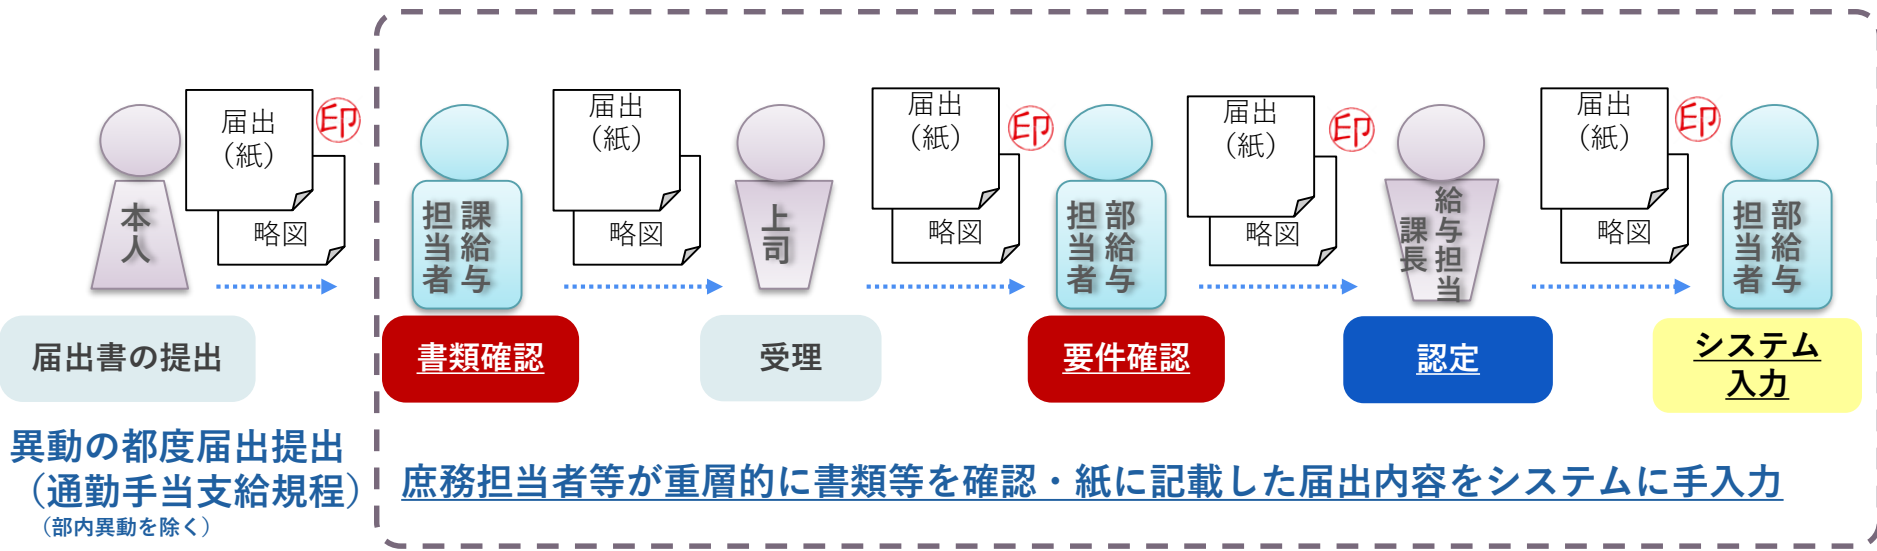 届出
（紙）
印
略図
本人
届出書の提出
異動の都度届出提出
（通勤手当支給規程）
（部内異動を除く）
課給与
担当者
書類確認
届出
（紙）
略図
上司
受理
届出
（紙）
印
略図
部給与
担当者
要件確認
届出
（紙）
印
略図
給与担当
課長
認定
届出
（紙）
印
略図
部給与
担当者
システム
入力
庶務担当者等が重層的に書類等を確認・紙に記載した届出内容をシステムに手入力